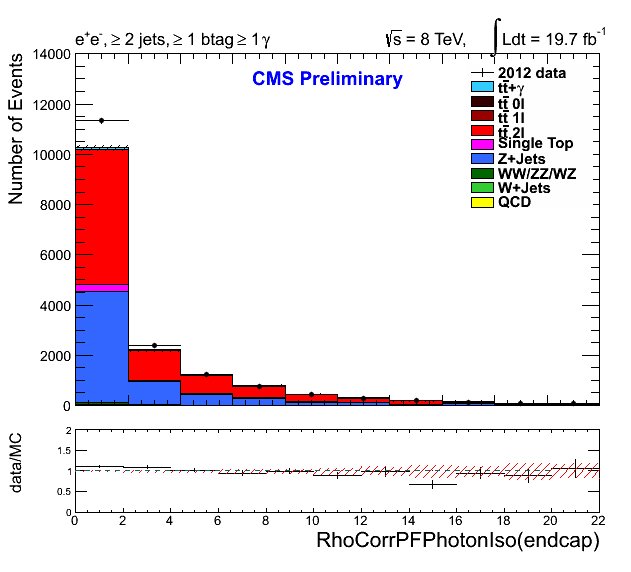 e⁺e⁻, ≥ 2 jets, ≥ 1 btag ≥ 1 γ
√s = 8 TeV, ∫ Ldt = 19.7 fb⁻¹
CMS Preliminary
2012 data
tt̄+γ
tt̄ 0l
tt̄ 1l
tt̄ 2l
Single Top
Z+Jets
WW/ZZ/WZ
W+Jets
QCD
Number of Events
14000
12000
10000
8000
6000
4000
2000
0
data/MC
2
1.5
1
0.5
0
0 2 4 6 8 10 12 14 16 18 20 22
RhoCorrPFPhotonIso(endcap)